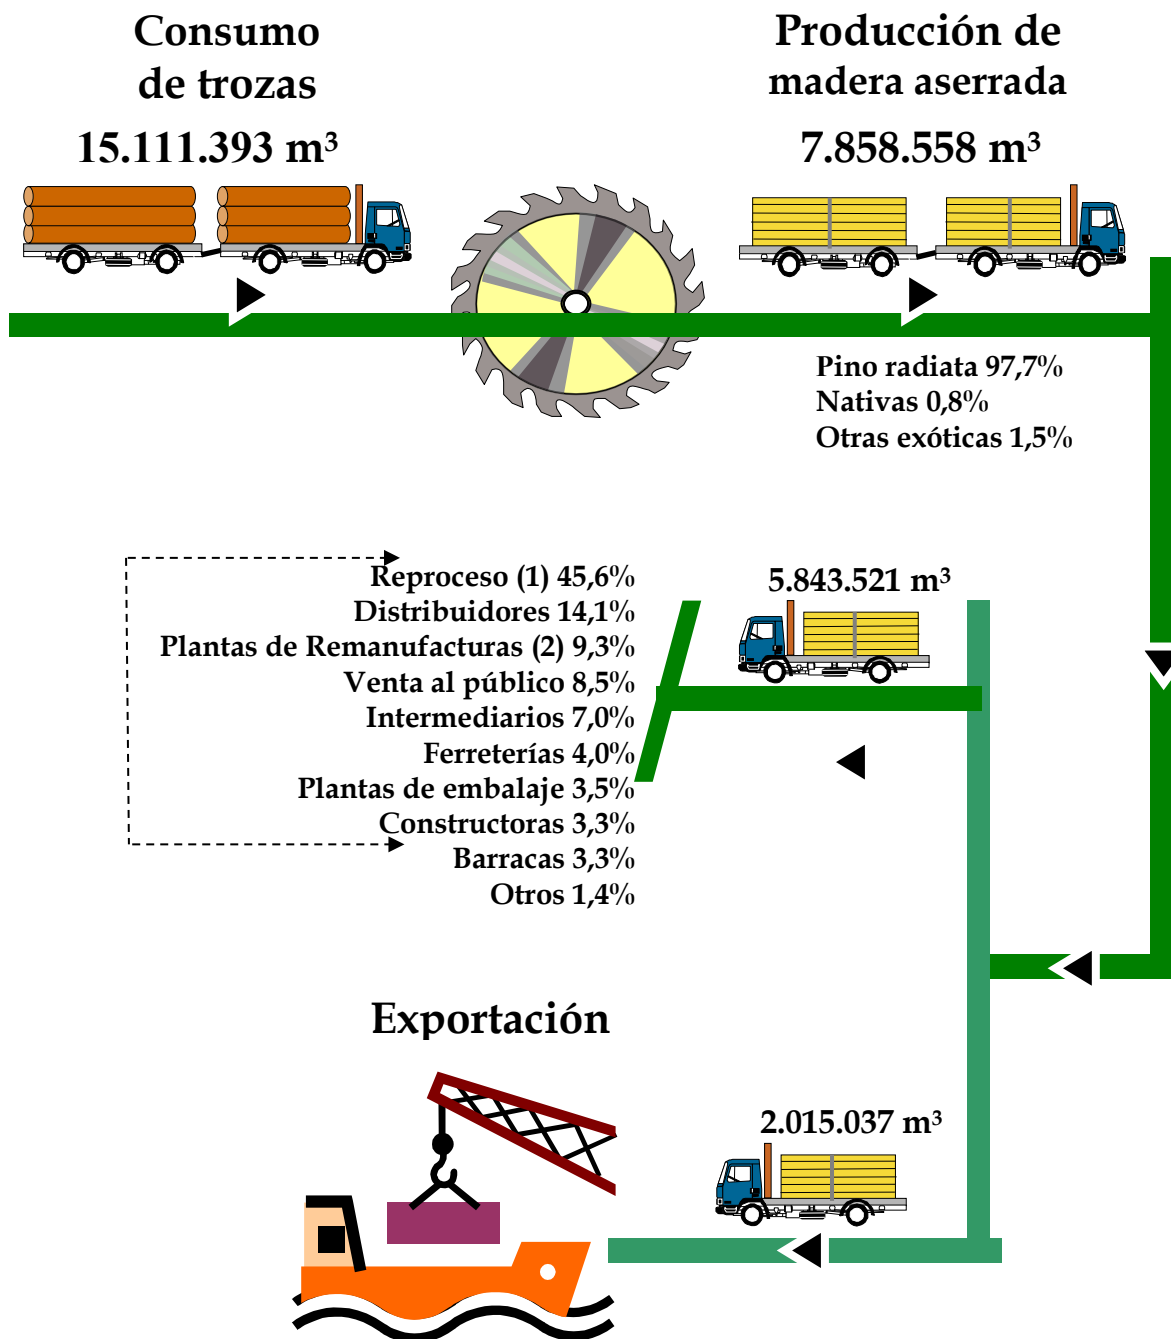 Consumo
de trozas
15.111.393 m³
Producción de
madera aserrada
7.858.558 m³
Pino radiata 97,7%
Nativas 0,8%
Otras exóticas 1,5%
Reproceso (1) 45,6%
Distribuidores 14,1%
Plantas de Remanufacturas (2) 9,3%
Venta al público 8,5%
Intermediarios 7,0%
Ferreterías 4,0%
Plantas de embalaje 3,5%
Constructoras 3,3%
Barracas 3,3%
Otros 1,4%
5.843.521 m³
Exportación
2.015.037 m³